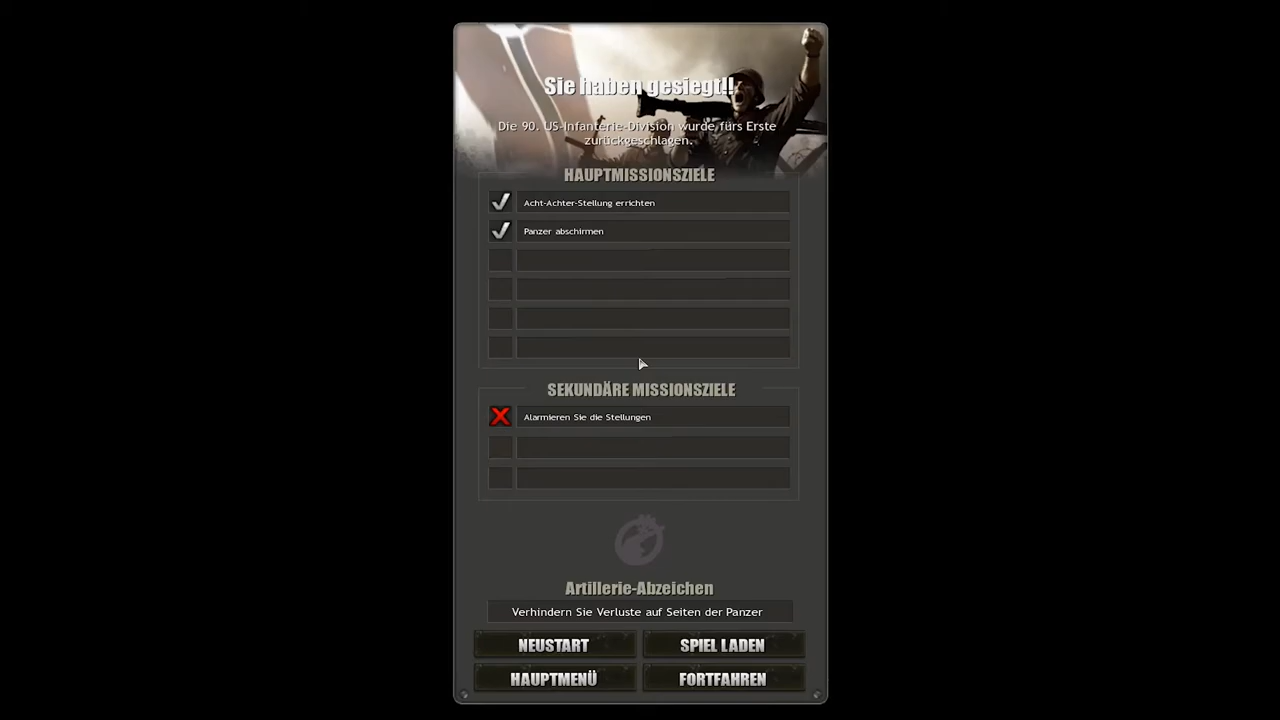 Sie haben gesiegt!!
Die 90. US-Infanterie-Division wurde fürs Erste
zurückgeschlagen.
HAUPTMISSIONSZIELE
Acht-Achter-Stellung errichten
Panzer abschirmen
SEKUNDÄRE MISSIONSZIELE
Alarmieren Sie die Stellungen
Artillerie-Abzeichen
Verhindern Sie Verluste auf Seiten der Panzer
NEUSTART
SPIEL LADEN
HAUPTMENÜ
FORTFAHREN